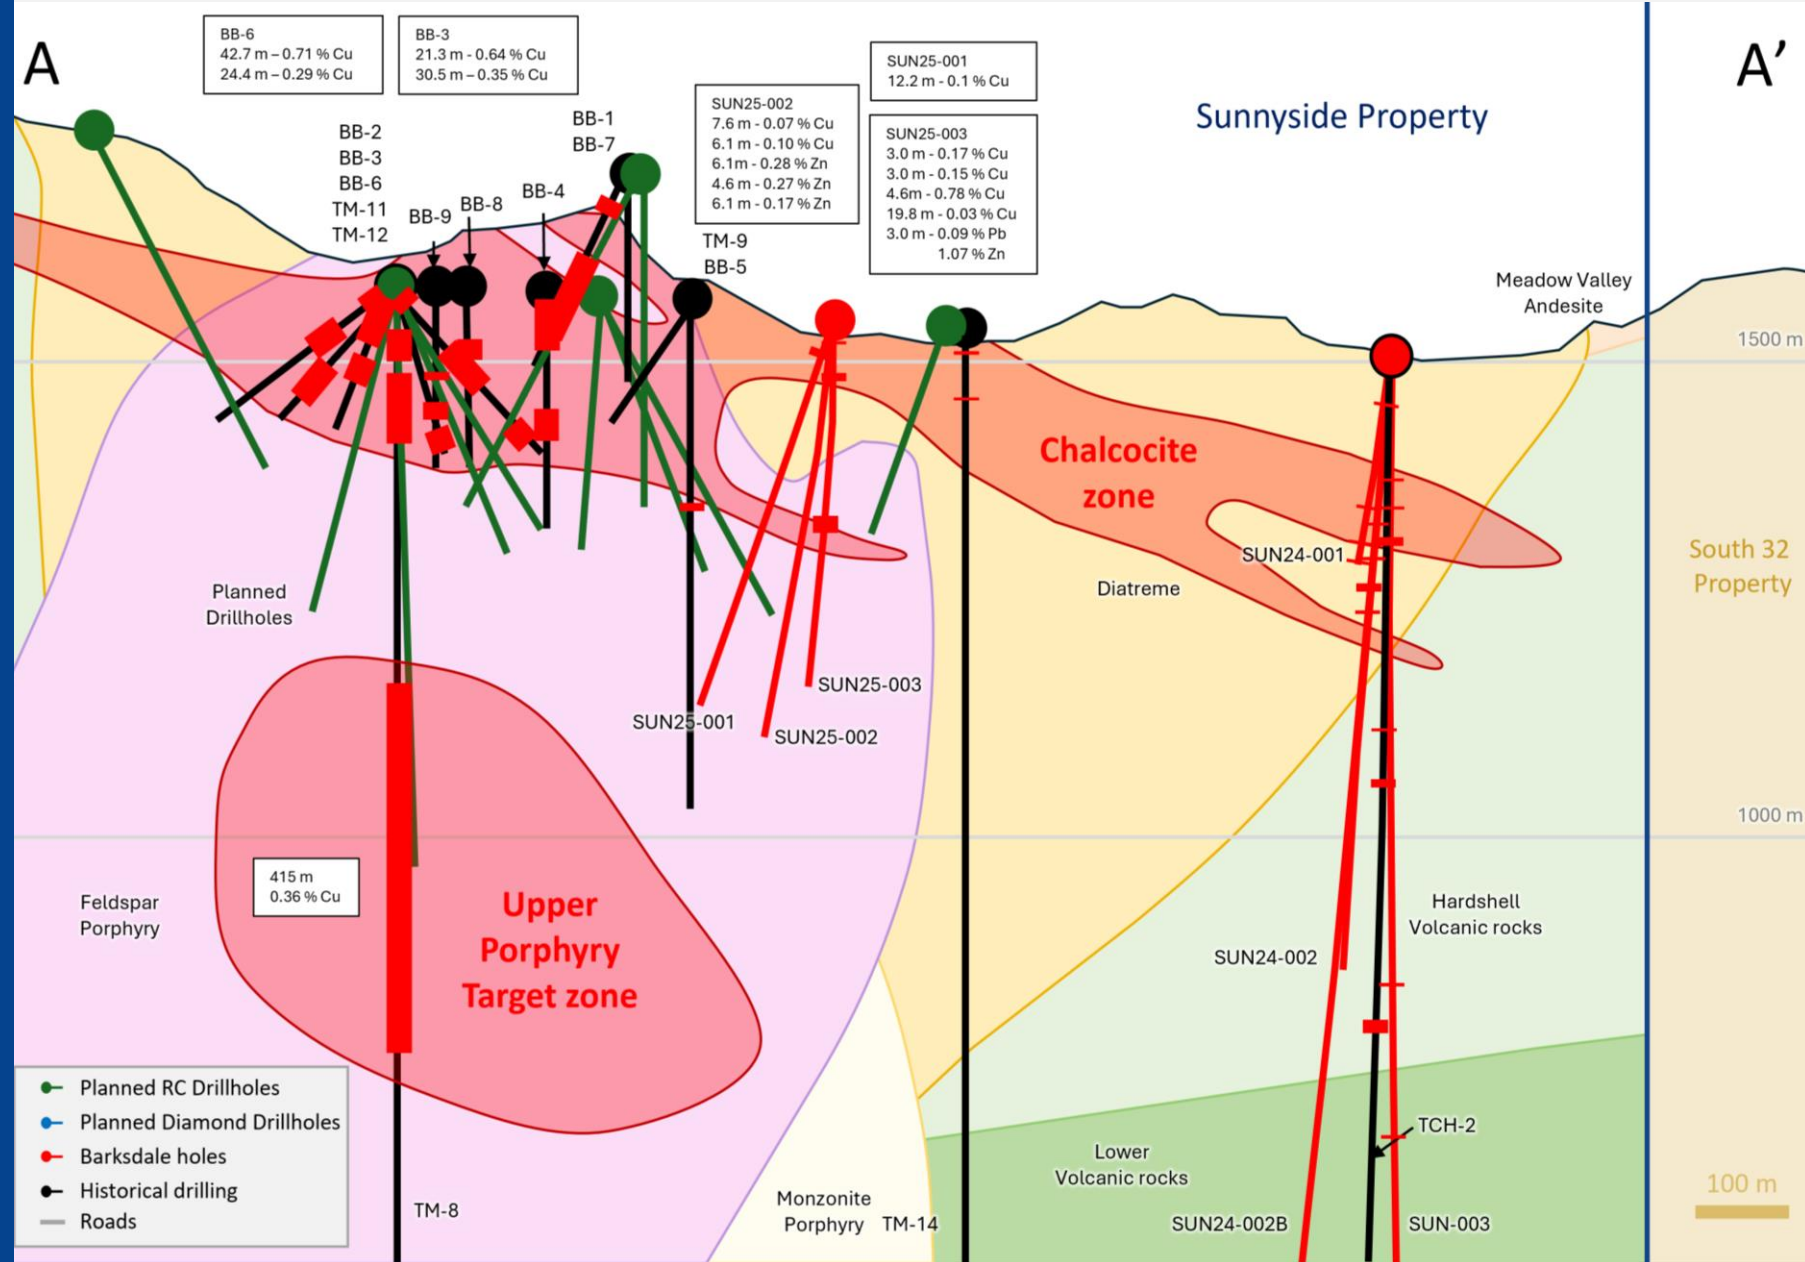 A
BB-6
42.7 m – 0.71 % Cu
24.4 m – 0.29 % Cu
BB-3
21.3 m - 0.64 % Cu
30.5 m – 0.35 % Cu
SUN25-001
12.2 m - 0.1 % Cu
A’
SUN25-002
7.6 m - 0.07 % Cu
6.1 m - 0.10 % Cu
6.1m - 0.28 % Zn
4.6 m - 0.27 % Zn
6.1 m - 0.17 % Zn
SUN25-003
3.0 m - 0.17 % Cu
3.0 m - 0.15 % Cu
4.6m - 0.78 % Cu
19.8 m - 0.03 % Cu
3.0 m - 0.09 % Pb
1.07 % Zn
Sunnyside Property
BB-2
BB-3
BB-6
TM-11
TM-12
BB-9
BB-8
BB-4
BB-1
BB-7
TM-9
BB-5
Meadow Valley
Andesite
1500 m
Chalcocite
zone
SUN24-001
South 32
Property
Diatreme
Planned
Drillholes
SUN25-003
SUN25-001
SUN25-002
1000 m
415 m
0.36 % Cu
Feldspar
Porphyry
Upper
Porphyry
Target zone
Hardshell
Volcanic rocks
SUN24-002
Planned RC Drillholes
Planned Diamond Drillholes
Barksdale holes
Historical drilling
Roads
TCH-2
Lower
Volcanic rocks
100 m
TM-8
Monzonite
Porphyry
TM-14
SUN24-002B
SUN-003